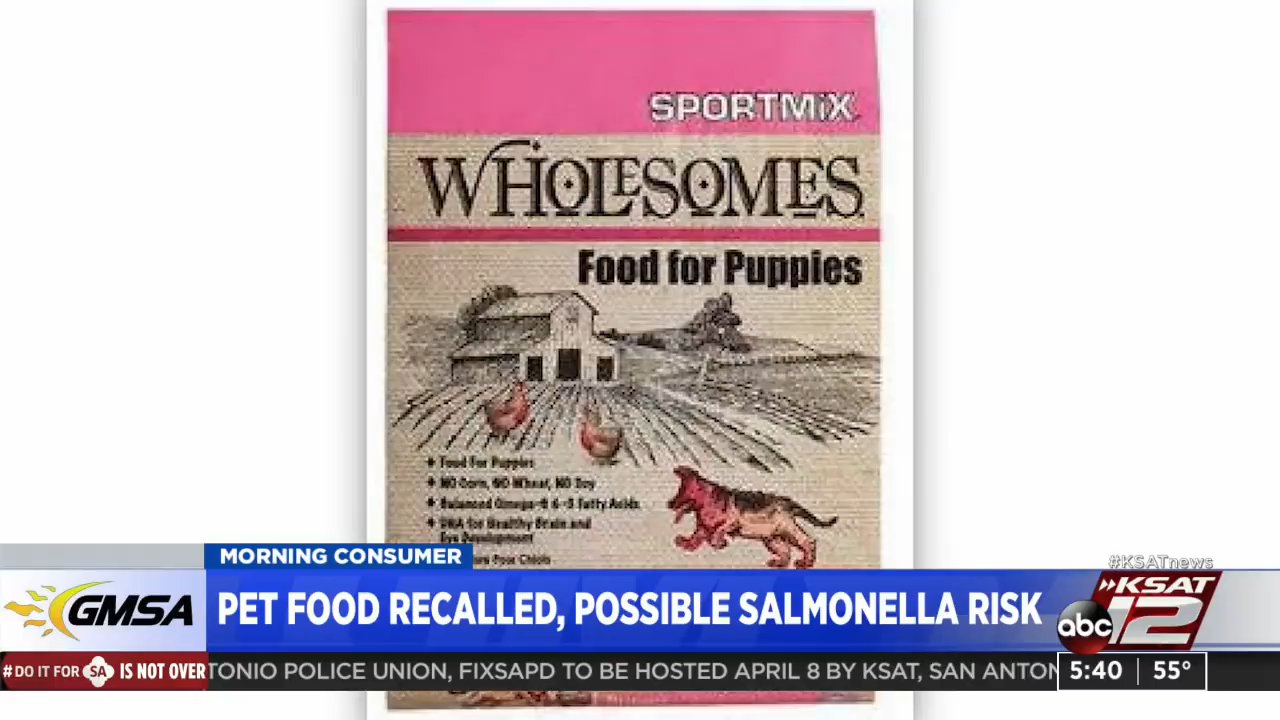 SPORTMiX
WHOLESOMES
Food for Puppies
Food For Puppies
NO Corn, NO Wheat, NO Soy
Balanced Omega-
Fatty Acids
DHA for Healthy Brain and
Eye Development
MORNING CONSUMER
#KSATnews
GMSA
PET FOOD RECALLED, POSSIBLE SALMONELLA RISK
abc
KSAT
12
#DO IT FOR SA IS NOT OVER
TONIO POLICE UNION, FIXSAPD TO BE HOSTED APRIL 8 BY KSAT, SAN ANTON
5:40
55°